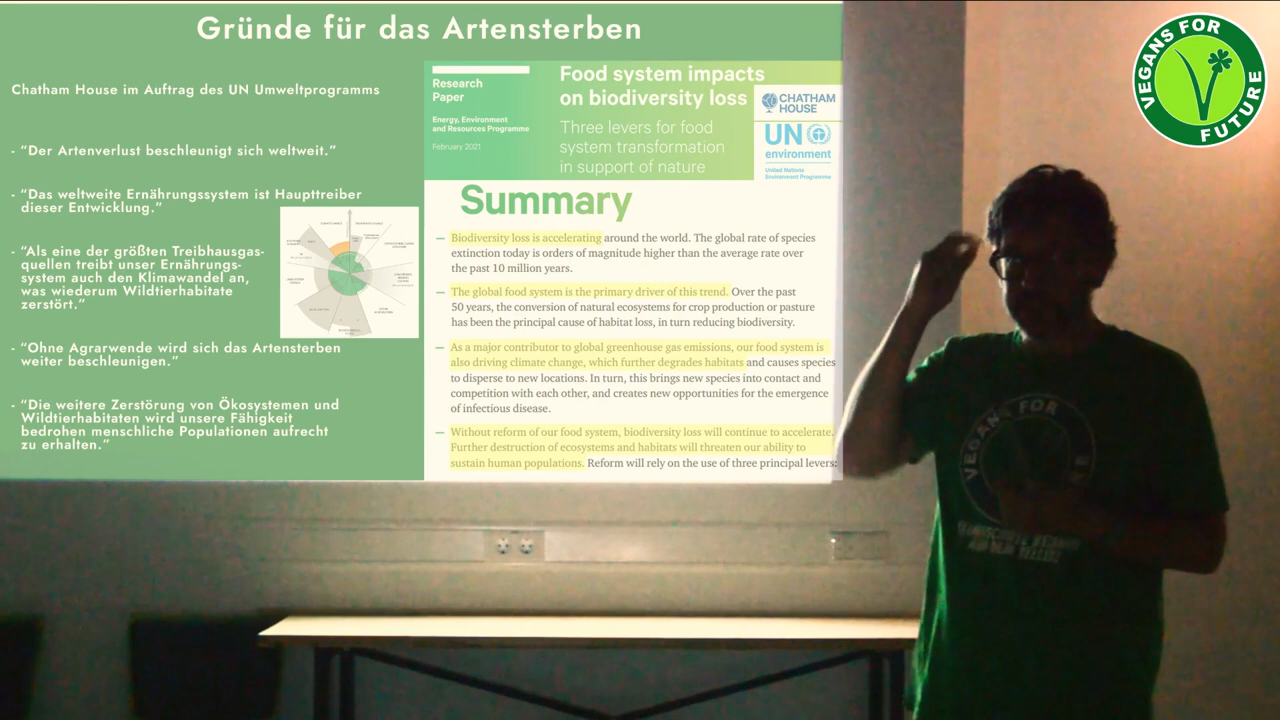 Gründe für das Artensterben
Chatham House im Auftrag des UN Umweltprogramms
- “Der Artenverlust beschleunigt sich weltweit.”
- “Das weltweite Ernährungssystem ist Haupttreiber
dieser Entwicklung.”
- “Als eine der größten Treibhausgas-
quellen treibt unser Ernährungs-
system auch den Klimawandel an,
was wiederum Wildtierhabitate
zerstört.”
- “Ohne Agrarwende wird sich das Artensterben
weiter beschleunigen.”
- “Die weitere Zerstörung von Ökosystemen und
Wildtierhabitaten wird unsere Fähigkeit
bedrohen menschliche Populationen aufrecht
zu erhalten.”
Research
Paper
Energy, Environment
and Resources Programme
February 2021
Food system impacts
on biodiversity loss
Three levers for food
system transformation
in support of nature
CHATHAM
HOUSE
UN
environment
United Nations
Environment Programme
Summary
— Biodiversity loss is accelerating around the world. The global rate of species
extinction today is orders of magnitude higher than the average rate over
the past 10 million years.
— The global food system is the primary driver of this trend. Over the past
50 years, the conversion of natural ecosystems for crop production or pasture
has been the principal cause of habitat loss, in turn reducing biodiversity.
— As a major contributor to global greenhouse gas emissions, our food system is
also driving climate change, which further degrades habitats and causes species
to disperse to new locations. In turn, this brings new species into contact and
competition with each other, and creates new opportunities for the emergence
of infectious disease.
— Without reform of our food system, biodiversity loss will continue to accelerate.
Further destruction of ecosystems and habitats will threaten our ability to
sustain human populations. Reform will rely on the use of three principal levers:
VEGANS FOR
FUTURE
VEGANS FOR